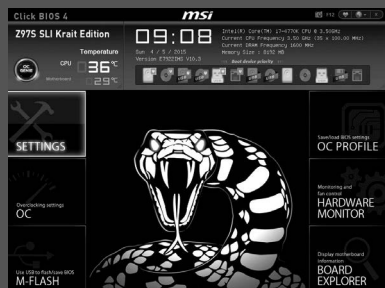 Click BIOS 4
msi
F12
Z97S SLI Krait Edition
09:08
Intel(R) Core(TM) i7-4770K CPU @ 3.50GHz
Current CPU Frequency 3.50 GHz (35 x 100.00 MHz)
Current DRAM Frequency 1600 MHz
Memory Size : 8192 MB
Temperature
Sun 4 / 5 / 2015
Version E7922IMS V10.3
Boot device priority
OC GENIE
CPU
36°C
Motherboard
29°C
SETTINGS
Save/load BIOS settings
OC PROFILE
Overclocking settings
OC
Monitoring and
fan control
HARDWARE
MONITOR
Use USB to flash/save BIOS
M-FLASH
Display motherboard
information
BOARD
EXPLORER